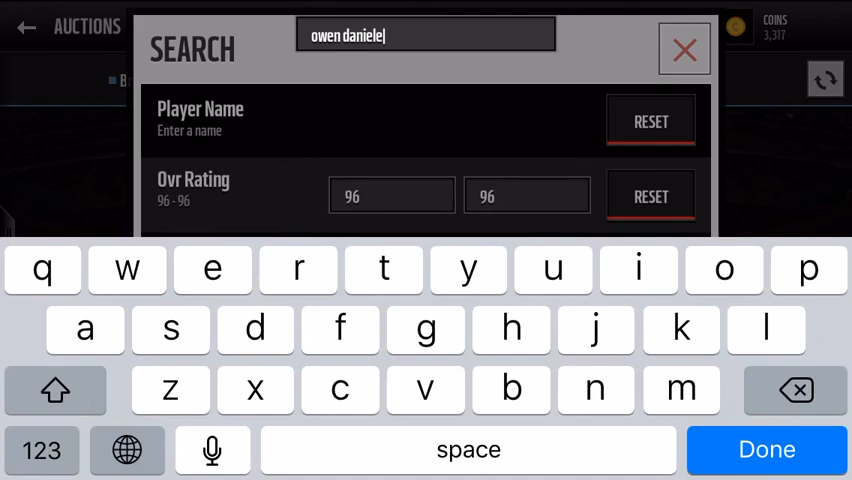 AUCTIONS
owen daniele
COINS
3,317
SEARCH
B
Player Name
Enter a name
RESET
Ovr Rating
96 - 96
96
96
RESET
q w e r t y u i o p
a s d f g h j k l
z x c v b n m
123
space
Done